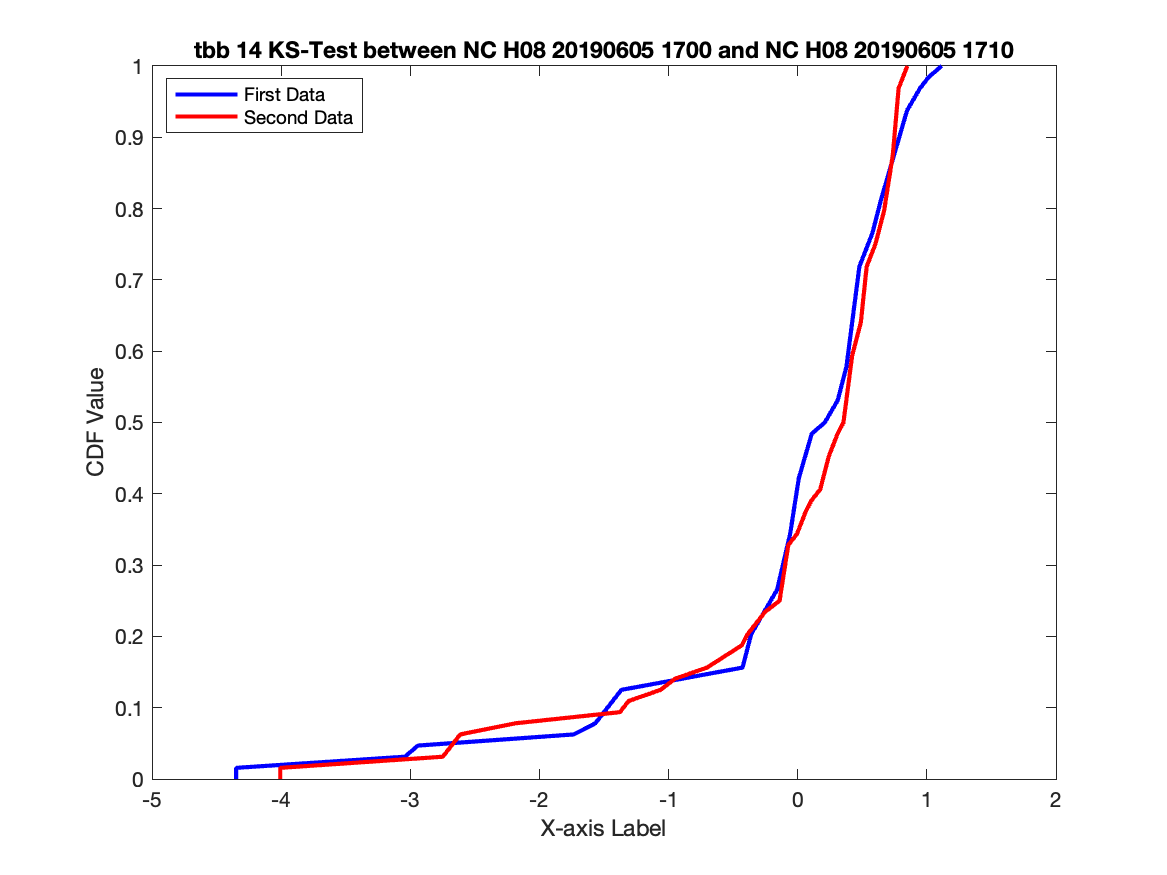 tbb 14 KS-Test between NC H08 20190605 1700 and NC H08 20190605 1710
First Data
Second Data
1
0.9
0.8
0.7
0.6
0.5
0.4
0.3
0.2
0.1
0
CDF Value
-5 -4 -3 -2 -1 0 1 2
X-axis Label